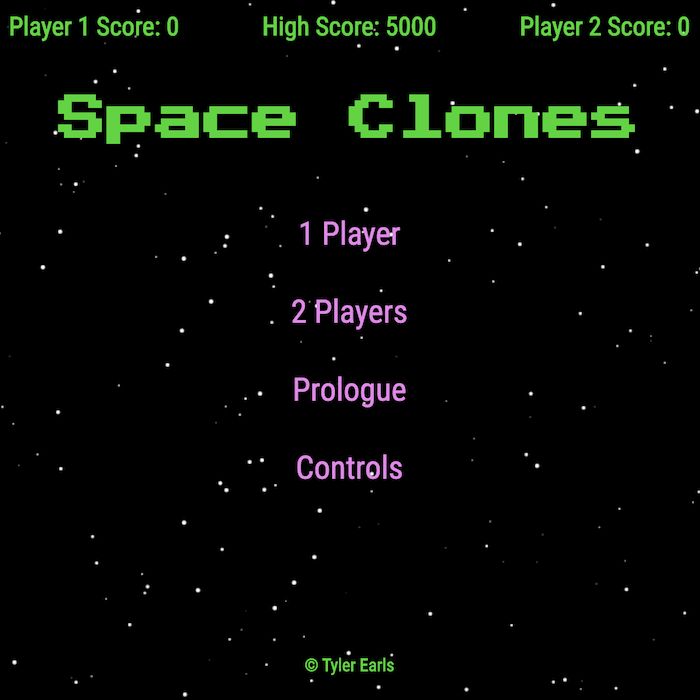 Player 1 Score: 0 High Score: 5000 Player 2 Score: 0
Space Clones
1 Player
2 Players
Prologue
Controls
© Tyler Earls